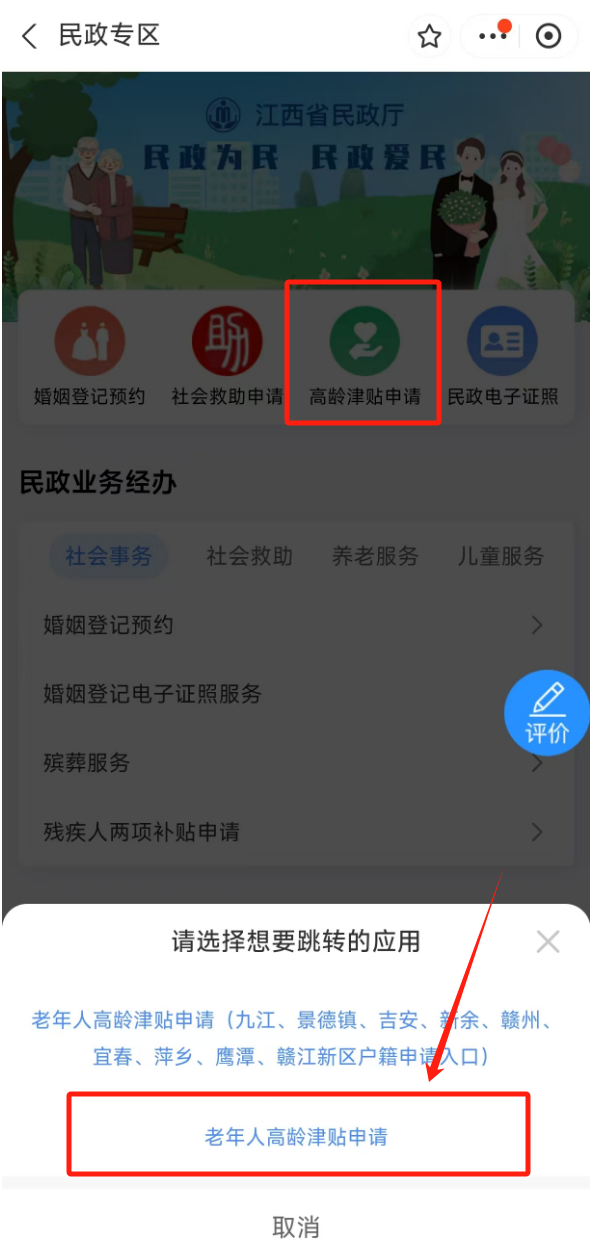 民政专区
江西省民政厅
民政为民 民政爱民
婚姻登记预约 社会救助申请 高龄津贴申请 民政电子证照
民政业务经办
社会事务 社会救助 养老服务 儿童服务
婚姻登记预约
婚姻登记电子证照服务
评价
殡葬服务
残疾人两项补贴申请
请选择想要跳转的应用
老年人高龄津贴申请（九江、景德镇、吉安、新余、赣州、
宜春、萍乡、鹰潭、赣江新区户籍申请入口）
老年人高龄津贴申请
取消